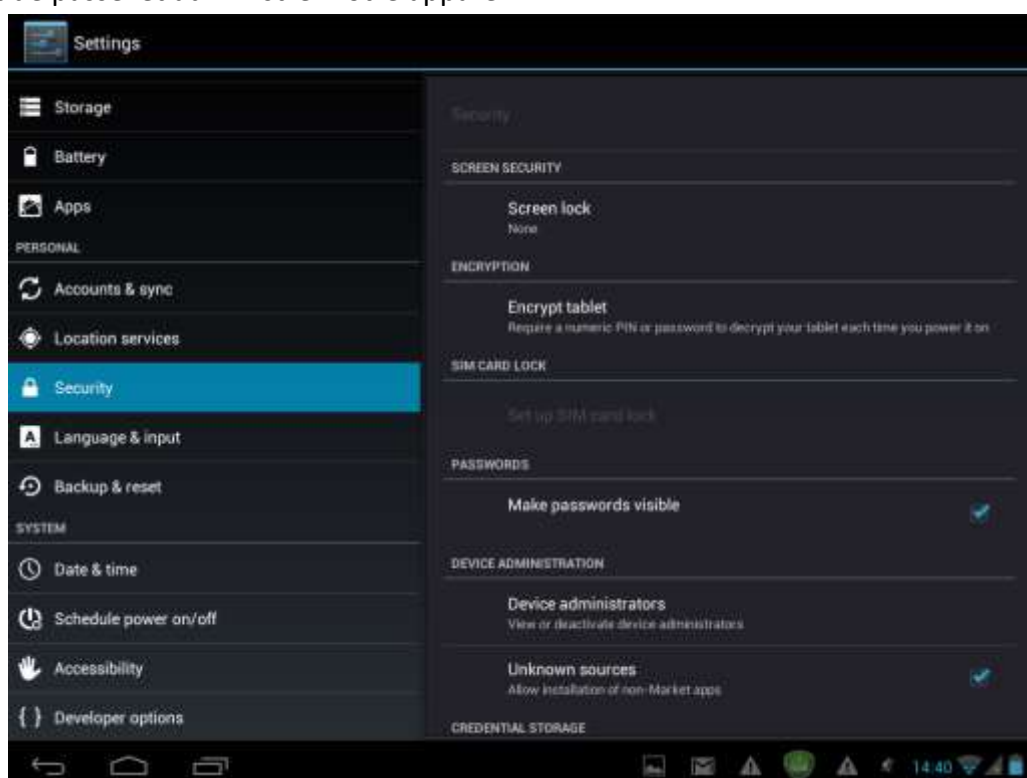 Settings
Storage
Battery
Apps
PERSONAL
Accounts & sync
Location services
Security
Language & input
Backup & reset
SYSTEM
Date & time
Schedule power on/off
Accessibility
{ } Developer options
Security
SCREEN SECURITY
Screen lock
None
ENCRYPTION
Encrypt tablet
Require a numeric PIN or password to decrypt your tablet each time you power it on
SIM CARD LOCK
Set up SIM card lock
PASSWORDS
Make passwords visible
DEVICE ADMINISTRATION
Device administrators
View or deactivate device administrators
Unknown sources
Allow installation of non-Market apps
CREDENTIAL STORAGE
14:40